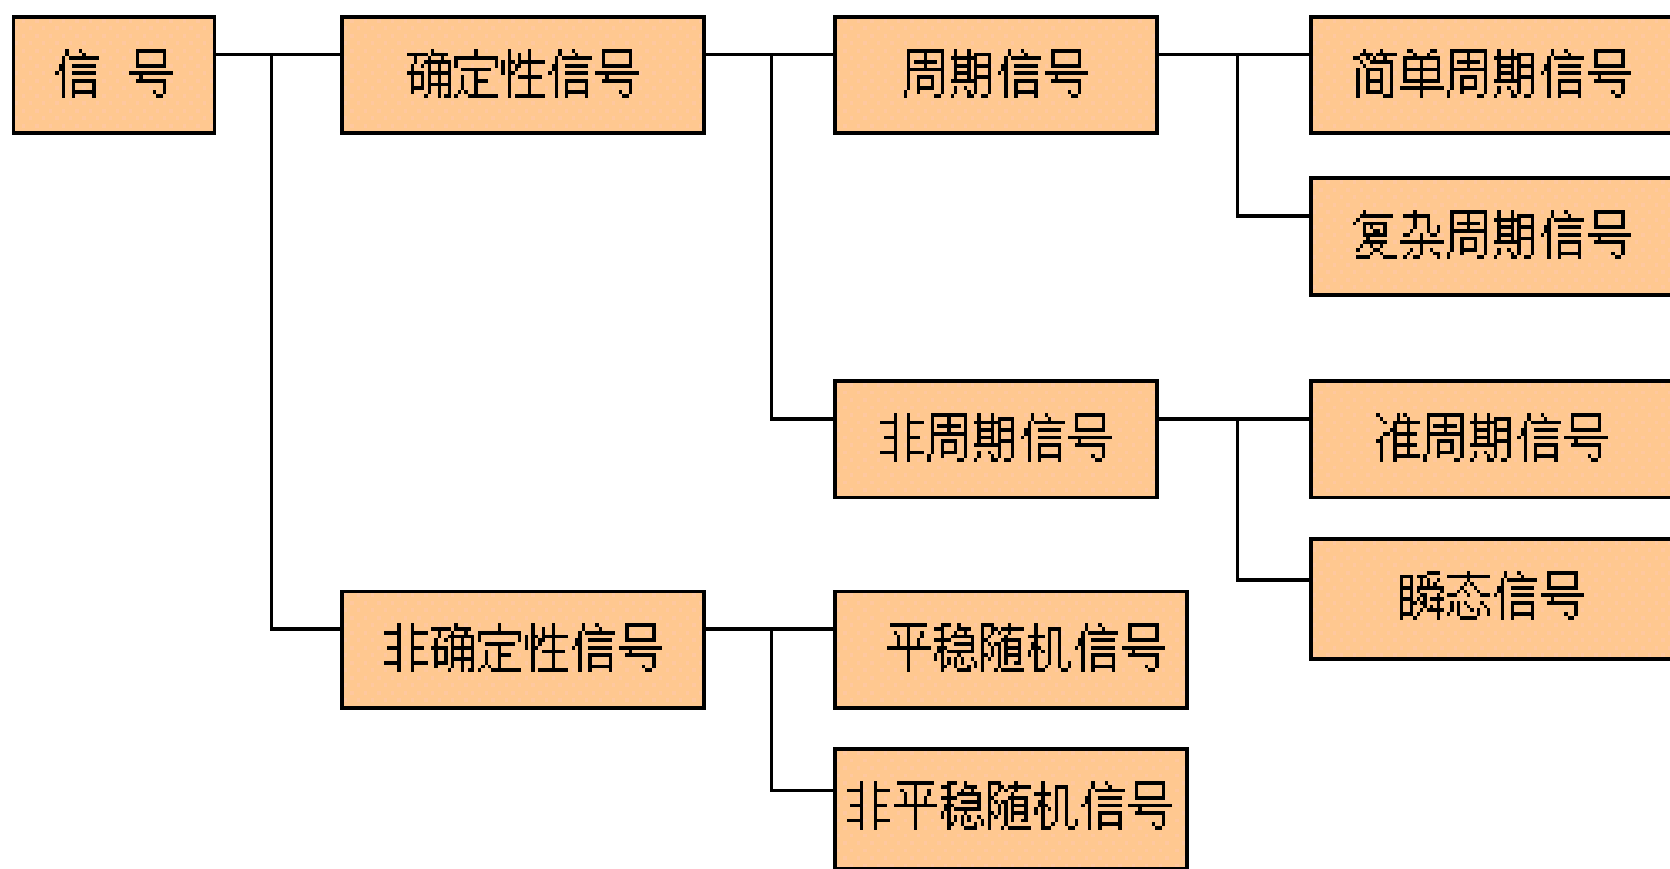 信 号
确定性信号
周期信号
简单周期信号
复杂周期信号
非周期信号
准周期信号
瞬态信号
非确定性信号
平稳随机信号
非平稳随机信号